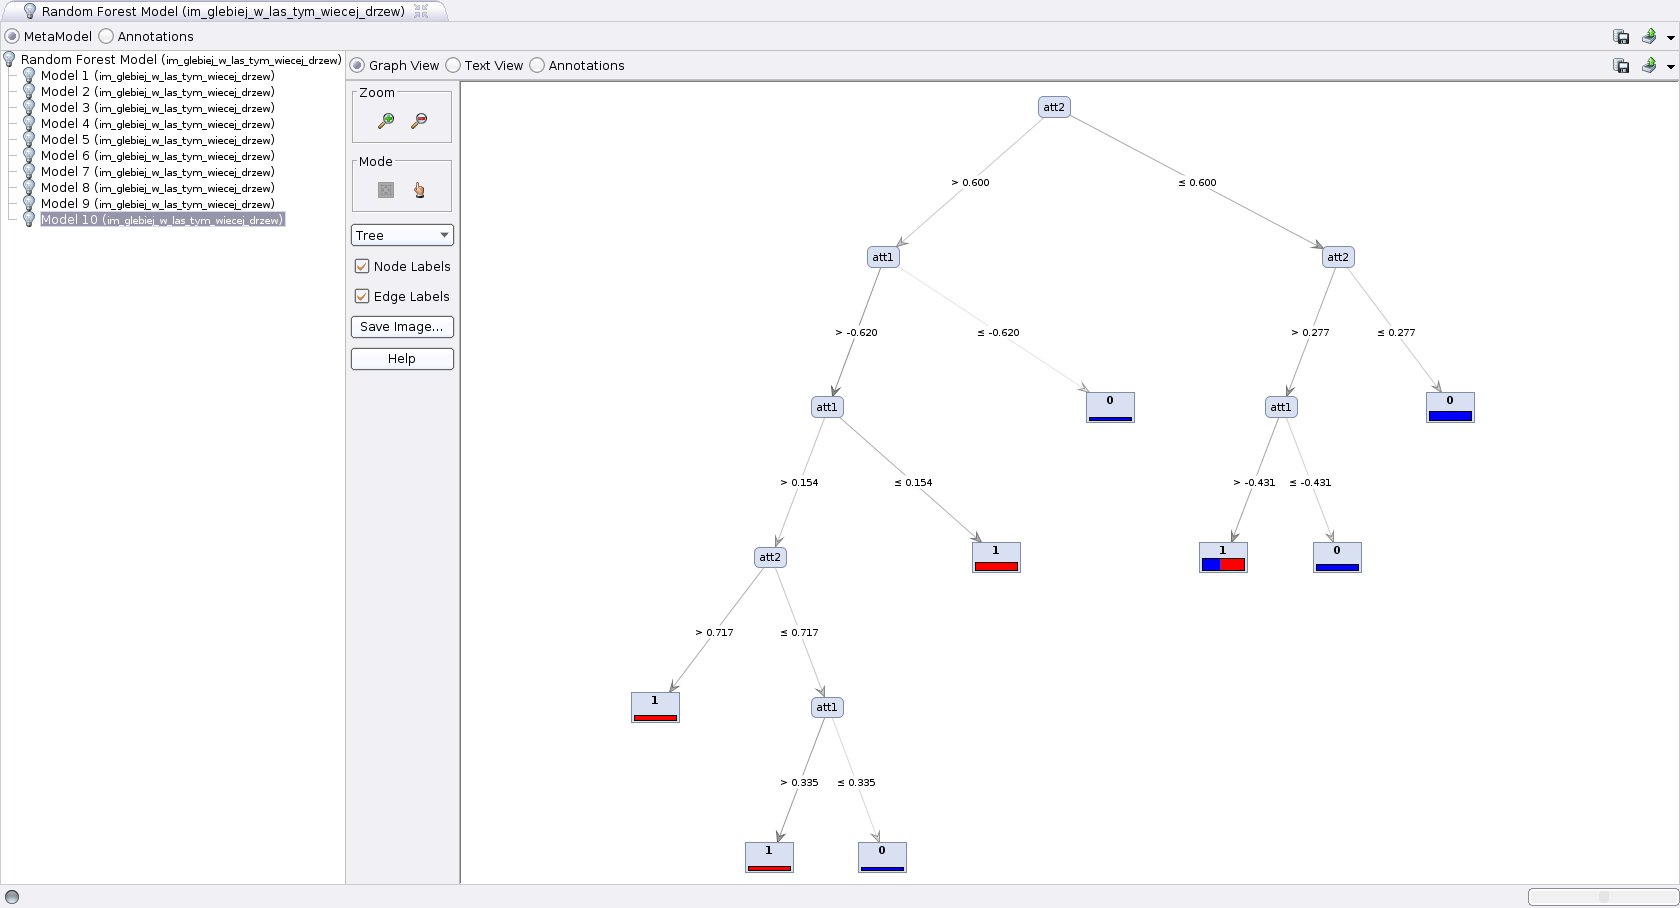 Random Forest Model (im_glebiej_w_las_tym_wiecej_drzew)
MetaModel Annotations
Random Forest Model (im_glebiej_w_las_tym_wiecej_drzew)
Model 1 (im_glebiej_w_las_tym_wiecej_drzew)
Model 2 (im_glebiej_w_las_tym_wiecej_drzew)
Model 3 (im_glebiej_w_las_tym_wiecej_drzew)
Model 4 (im_glebiej_w_las_tym_wiecej_drzew)
Model 5 (im_glebiej_w_las_tym_wiecej_drzew)
Model 6 (im_glebiej_w_las_tym_wiecej_drzew)
Model 7 (im_glebiej_w_las_tym_wiecej_drzew)
Model 8 (im_glebiej_w_las_tym_wiecej_drzew)
Model 9 (im_glebiej_w_las_tym_wiecej_drzew)
Model 10 (im_glebiej_w_las_tym_wiecej_drzew)
Graph View Text View Annotations
Zoom
Mode
Tree
Node Labels
Edge Labels
Save Image...
Help
att2
> 0.600 ≤ 0.600
att1 att2
> -0.620 ≤ -0.620 > 0.277 ≤ 0.277
att1 0 att1 0
> 0.154 ≤ 0.154 > -0.431 ≤ -0.431
att2 1 1 0
> 0.717 ≤ 0.717
1 att1
> 0.335 ≤ 0.335
1 0